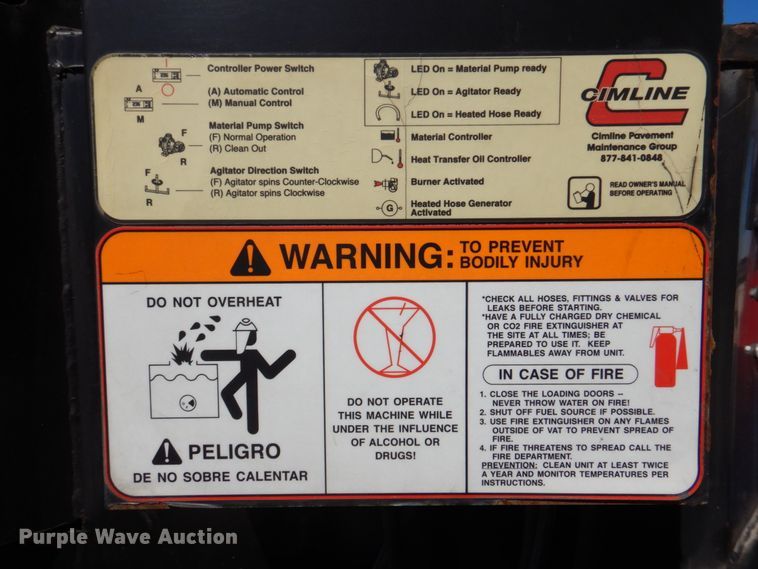 Controller Power Switch
A
(A) Automatic Control
(M) Manual Control
M
Material Pump Switch
F
(F) Normal Operation
(R) Clean Out
R
Agitator Direction Switch
F
(F) Agitator spins Counter-Clockwise
(R) Agitator spins Clockwise
R
LED On = Material Pump ready
LED On = Agitator Ready
LED On = Heated Hose Ready
Material Controller
Heat Transfer Oil Controller
Burner Activated
G
Heated Hose Generator
Activated
C
CIMLINE
Cimline Pavement
Maintenance Group
877-841-0848
READ OWNER'S MANUAL
BEFORE OPERATING
WARNING: TO PREVENT
BODILY INJURY
DO NOT OVERHEAT
PELIGRO
DE NO SOBRE CALENTAR
DO NOT OPERATE
THIS MACHINE WHILE
UNDER THE INFLUENCE
OF ALCOHOL OR
DRUGS!
*CHECK ALL HOSES, FITTINGS & VALVES FOR
LEAKS BEFORE STARTING.
*HAVE A FULLY CHARGED DRY CHEMICAL
OR CO2 FIRE EXTINGUISHER AT
THE SITE AT ALL TIMES; BE
PREPARED TO USE IT. KEEP
FLAMMABLES AWAY FROM UNIT.
IN CASE OF FIRE
1. CLOSE THE LOADING DOORS --
NEVER THROW WATER ON FIRE!
2. SHUT OFF FUEL SOURCE IF POSSIBLE.
3. USE FIRE EXTINGUISHER ON ANY FLAMES
OUTSIDE OF VAT TO PREVENT SPREAD OF
FIRE.
4. IF FIRE THREATENS TO SPREAD CALL THE
FIRE DEPARTMENT.
PREVENTION: CLEAN UNIT AT LEAST TWICE
A YEAR AND MONITOR TEMPERATURES PER
INSTRUCTIONS.
Purple Wave Auction